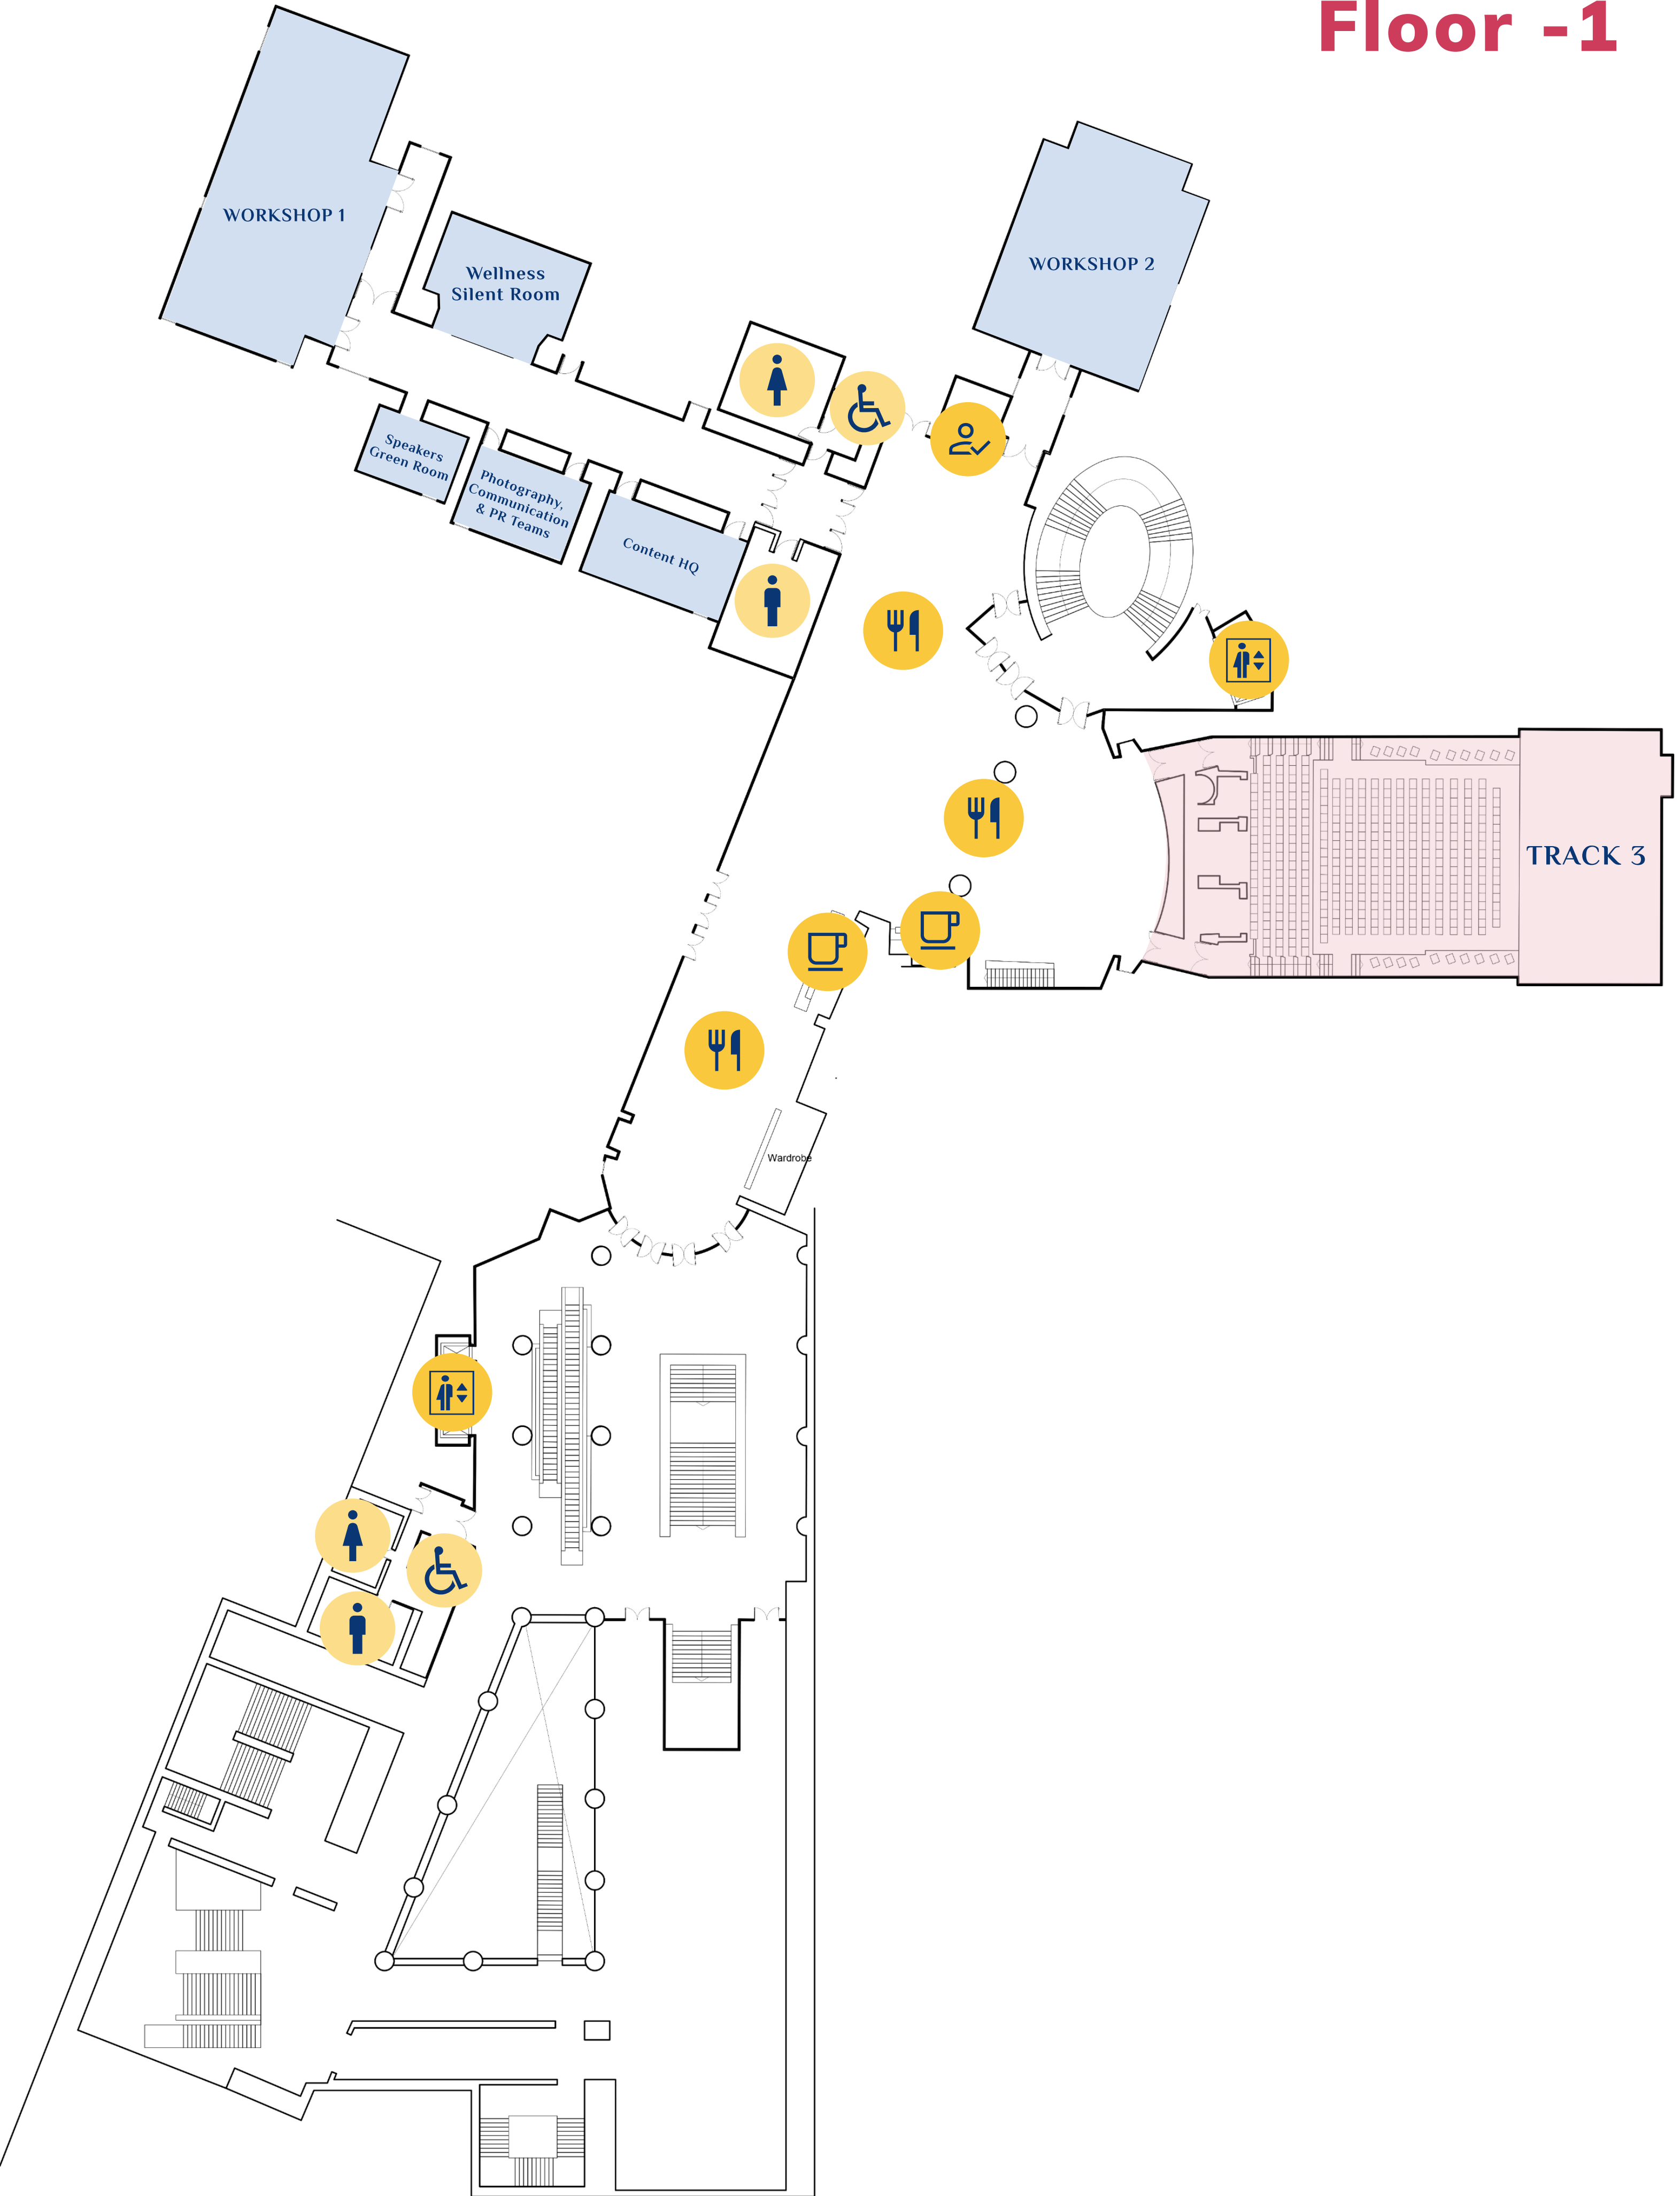 Floor -1
WORKSHOP 1
WORKSHOP 2
Wellness
Silent Room
Speakers
Green Room
Photography,
Communication
& PR Teams
Content HQ
TRACK 3
Wardrobe